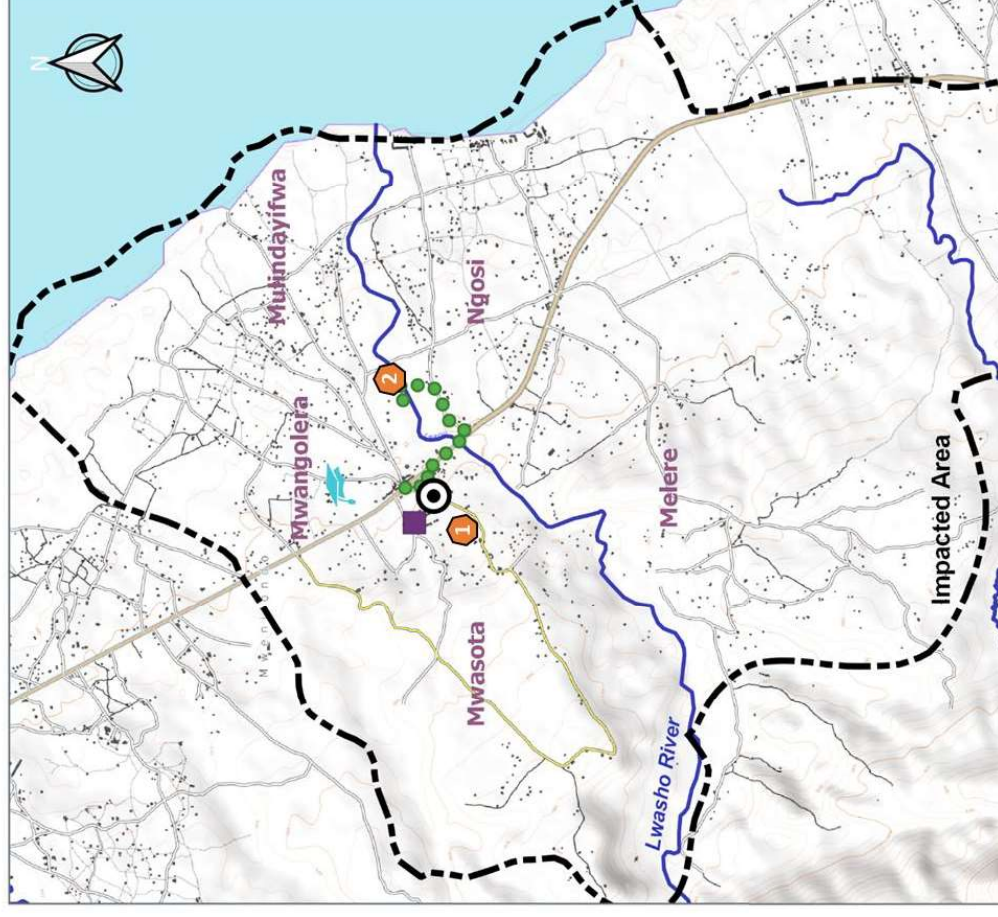 N
Mulindayifwa
Mwangolera
Ngosi
2
1
Mwasota
Melere
Lwasho River
Impacted Area